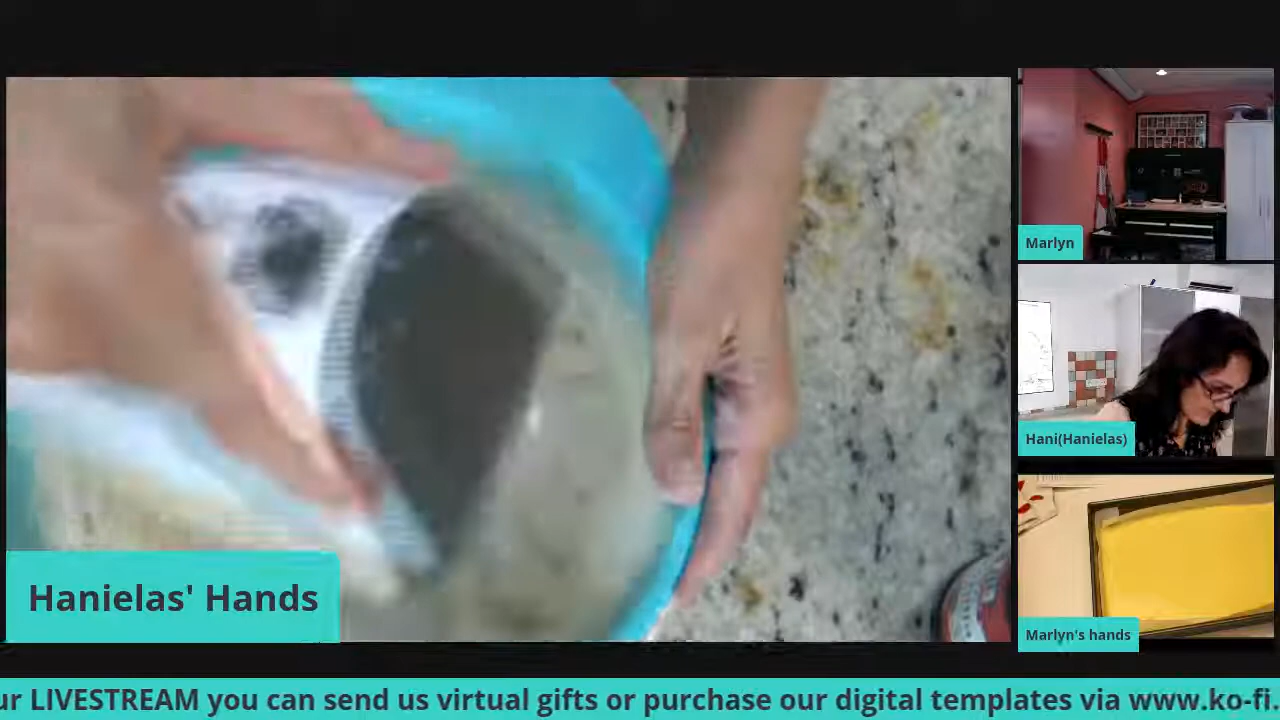 Marlyn
Hani(Hanielas)
Hanielas' Hands
Marlyn's hands
ur LIVESTREAM you can send us virtual gifts or purchase our digital templates via www.ko-fi.